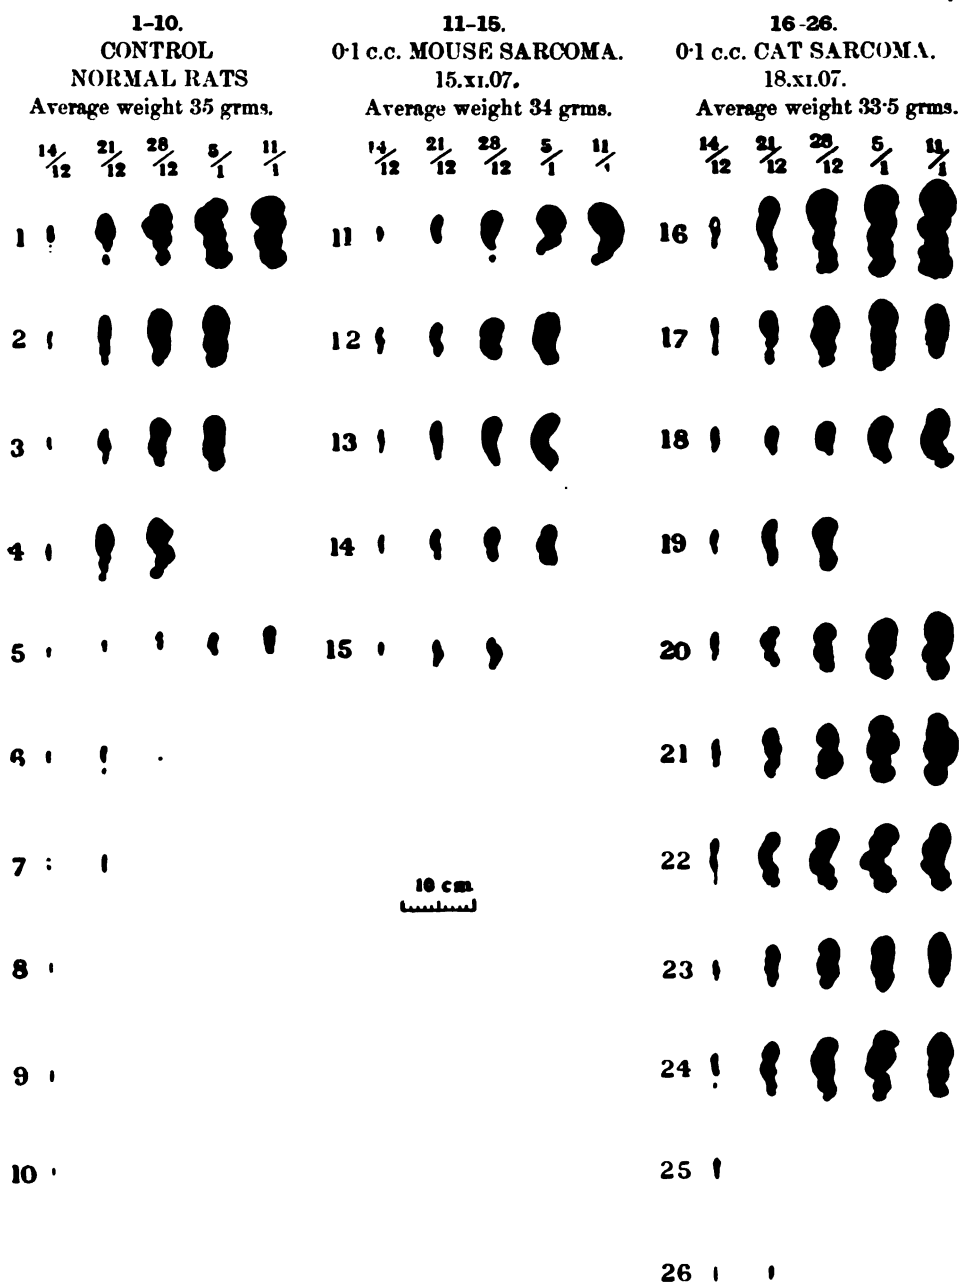 1-10.
CONTROL
NORMAL RATS
Average weight 35 grms.
14/12 21/12 28/12 5/1 11/1
1
2
3
4
5
6
7
8
9
10
11-15.
0·1 c.c. MOUSE SARCOMA.
15.XI.07.
Average weight 34 grms.
14/12 21/12 28/12 5/1 11/1
11
12
13
14
15
10 cm
16-26.
0·1 c.c. CAT SARCOMA.
18.XI.07.
Average weight 33·5 grms.
14/12 21/12 28/12 5/1 11/1
16
17
18
19
20
21
22
23
24
25
26